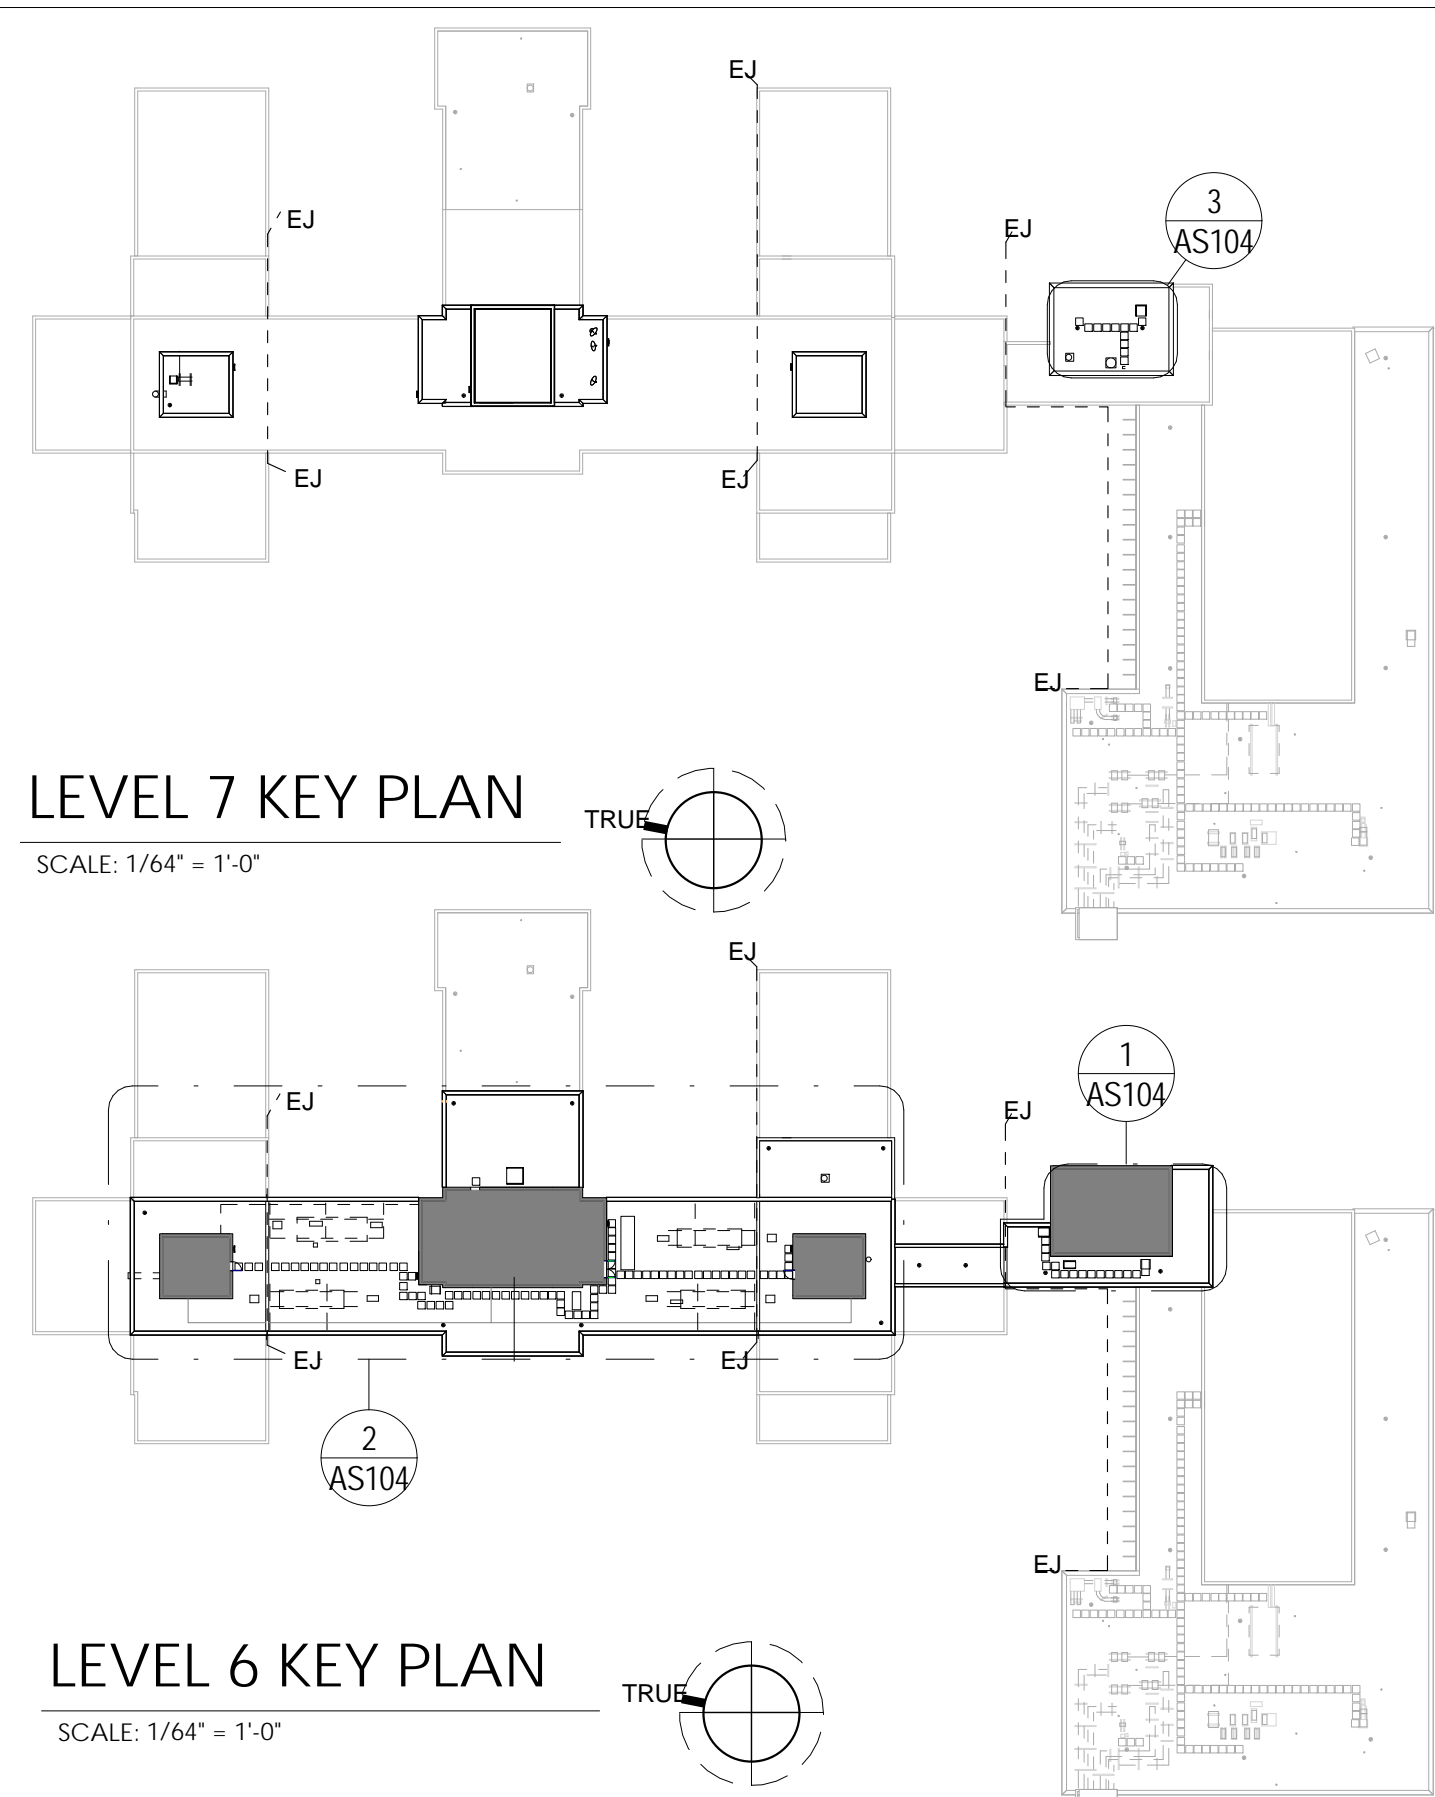 EJ
3
AS104
EJ
EJ
EJ
EJ
EJ
LEVEL 7 KEY PLAN
TRUE
SCALE: 1/64" = 1'-0"
EJ
1
AS104
EJ
EJ
EJ
EJ
2
AS104
EJ
LEVEL 6 KEY PLAN
TRUE
SCALE: 1/64" = 1'-0"